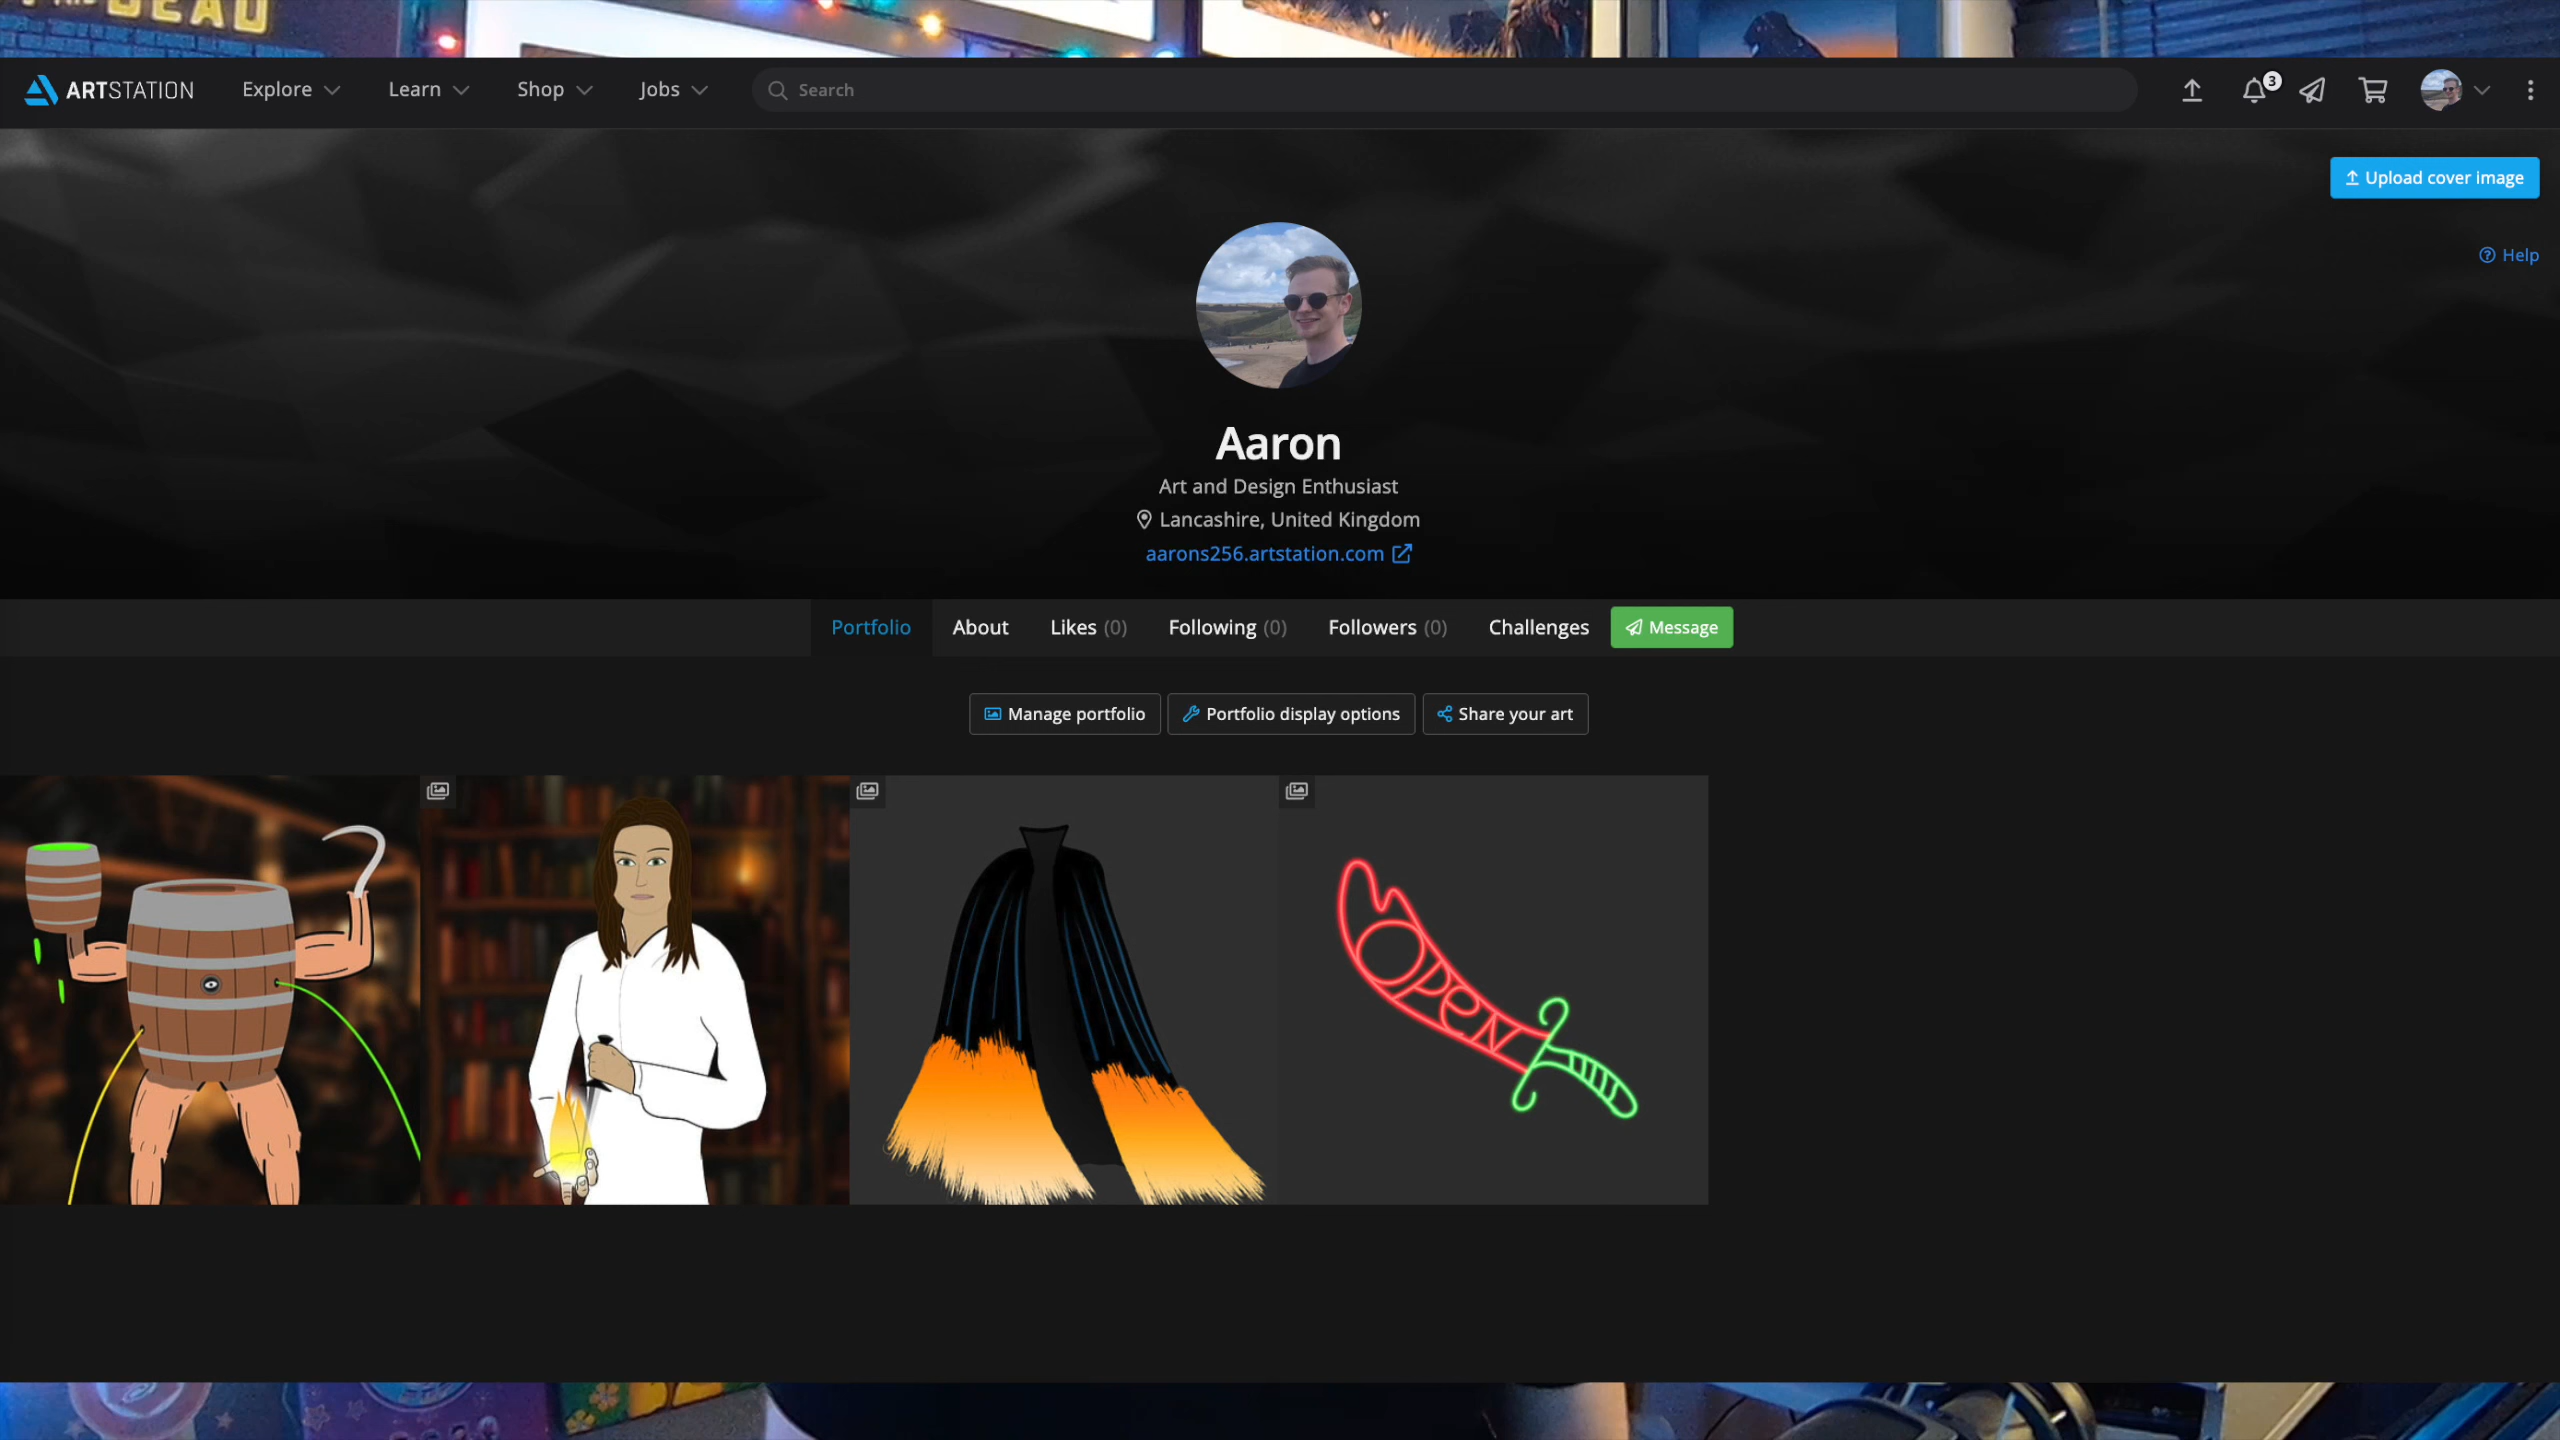 BEAU
ARTSTATION Explore Learn Shop Jobs Search 3
Upload cover image
Help
Aaron
Art and Design Enthusiast
Lancashire, United Kingdom
aarons256.artstation.com
Portfolio About Likes (0) Following (0) Followers (0) Challenges Message
Manage portfolio Portfolio display options Share your art
Open